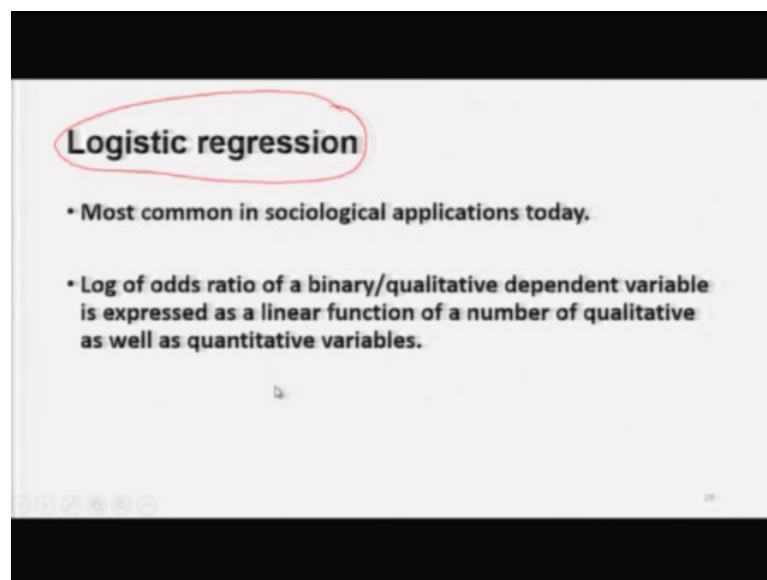 Logistic regression
• Most common in sociological applications today.
• Log of odds ratio of a binary/qualitative dependent variable
is expressed as a linear function of a number of qualitative
as well as quantitative variables.